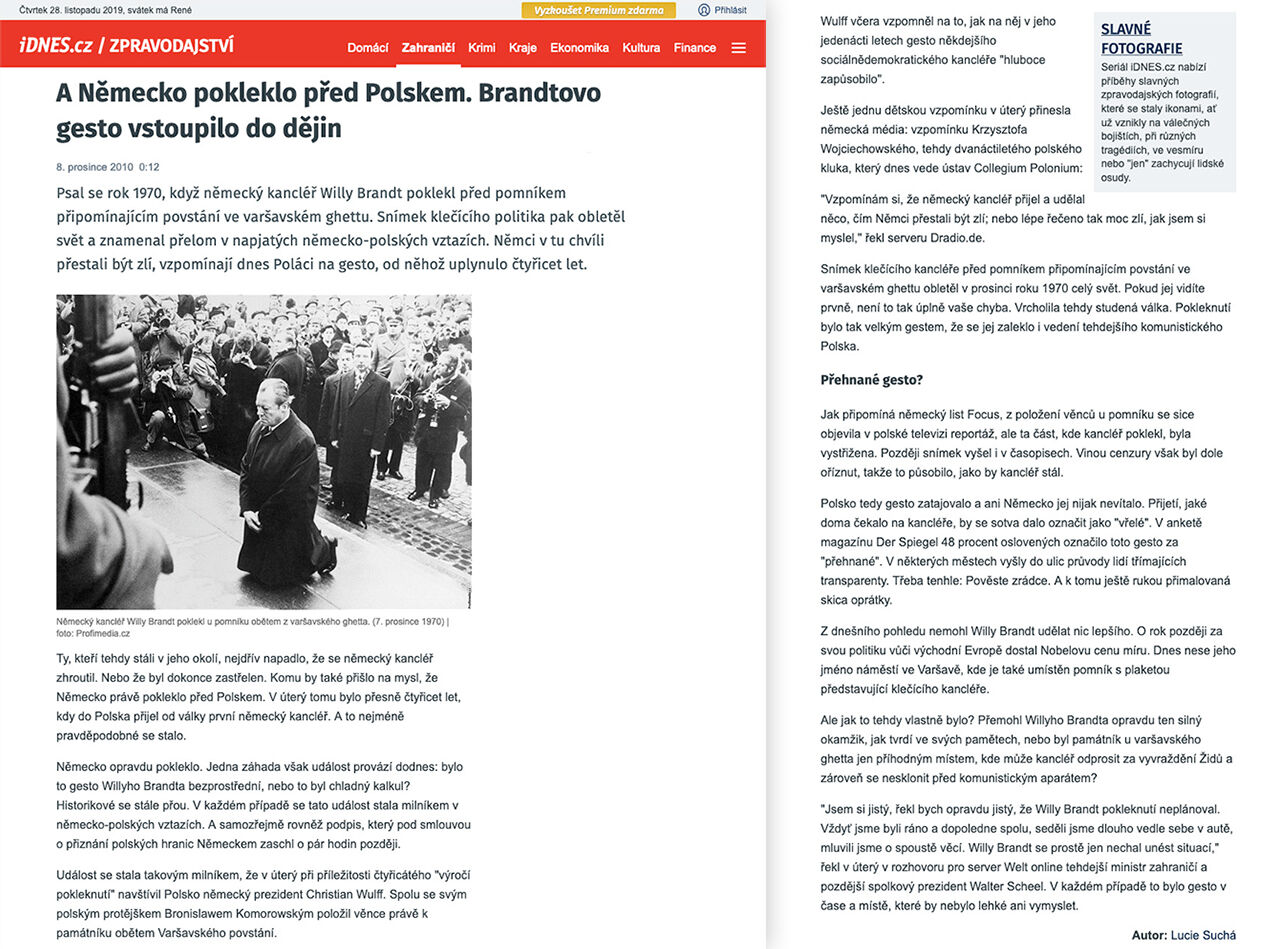 Čtvrtek 28. listopadu 2019, svátek má René
Vyzkoušet Premium zdarma
Přihlásit
iDNES.cz / ZPRAVODAJSTVÍ
Domácí Zahraničí Krimi Kraje Ekonomika Kultura Finance
A Německo pokleklo před Polskem. Brandtovo
gesto vstoupilo do dějin
8. prosince 2010 0:12
Psal se rok 1970, když německý kancléř Willy Brandt poklekl před pomníkem
připomínajícím povstání ve varšavském ghettu. Snímek klečícího politika pak obletěl
svět a znamenal přelom v napjatých německo-polských vztazích. Němci v tu chvíli
přestali být zlí, vzpomínají dnes Poláci na gesto, od něhož uplynulo čtyřicet let.
Německý kancléř Willy Brandt poklekl u pomníku obětem z varšavského ghetta. (7. prosince 1970) |
foto: Profimedia.cz
Ty, kteří tehdy stáli v jeho okolí, nejdřív napadlo, že se německý kancléř
zhroutil. Nebo že byl dokonce zastřelen. Komu by také přišlo na mysl, že
Německo právě pokleklo před Polskem. V úterý tomu bylo přesně čtyřicet let,
kdy do Polska přijel od války první německý kancléř. A to nejméně
pravděpodobné se stalo.
Německo opravdu pokleklo. Jedna záhada však událost provází dodnes: bylo
to gesto Willyho Brandta bezprostřední, nebo to byl chladný kalkul?
Historikové se stále přou. V každém případě se tato událost stala milníkem v
německo-polských vztazích. A samozřejmě rovněž podpis, který pod smlouvou
o přiznání polských hranic Německem zaschl o pár hodin později.
Událost se stala takovým milníkem, že v úterý při příležitosti čtyřicátého "výročí
pokleknutí" navštívil Polsko německý prezident Christian Wulff. Spolu se svým
polským protějškem Bronislawem Komorowským položil věnce právě k
památníku obětem Varšavského povstání.
Wulff včera vzpomněl na to, jak na něj v jeho
jedenácti letech gesto někdejšího
sociálnědemokratického kancléře "hluboce
zapůsobilo".
Ještě jednu dětskou vzpomínku v úterý přinesla
německá média: vzpomínku Krzysztofa
Wojciechowského, tehdy dvanáctiletého polského
kluka, který dnes vede ústav Collegium Polonium:
"Vzpomínám si, že německý kancléř přijel a udělal
něco, čím Němci přestali být zlí; nebo lépe řečeno tak moc zlí, jak jsem si
myslel," řekl serveru Dradio.de.
SLAVNÉ
FOTOGRAFIE
Seriál iDNES.cz nabízí
příběhy slavných
zpravodajských fotografií,
které se staly ikonami, ať
už vznikly na válečných
bojištích, při různých
tragédiích, ve vesmíru
nebo "jen" zachycují lidské
osudy.
Snímek klečícího kancléře před pomníkem připomínajícím povstání ve
varšavském ghettu obletěl v prosinci roku 1970 celý svět. Pokud jej vidíte
prvně, není to tak úplně vaše chyba. Vrcholila tehdy studená válka. Pokleknutí
bylo tak velkým gestem, že se jej zaleklo i vedení tehdejšího komunistického
Polska.
Přehnané gesto?
Jak připomíná německý list Focus, z položení věnců u pomníku se sice
objevila v polské televizi reportáž, ale ta část, kde kancléř poklekl, byla
vystřižena. Později snímek vyšel i v časopisech. Vinou cenzury však byl dole
oříznut, takže to působilo, jako by kancléř stál.
Polsko tedy gesto zatajovalo a ani Německo jej nijak nevítalo. Přijetí, jaké
doma čekalo na kancléře, by se sotva dalo označit jako "vřelé". V anketě
magazínu Der Spiegel 48 procent oslovených označilo toto gesto za
"přehnané". V některých městech vyšly do ulic průvody lidí třímajících
transparenty. Třeba tenhle: Pověste zrádce. A k tomu ještě rukou přimalovaná
skica oprátky.
Z dnešního pohledu nemohl Willy Brandt udělat nic lepšího. O rok později za
svou politiku vůči východní Evropě dostal Nobelovu cenu míru. Dnes nese jeho
jméno náměstí ve Varšavě, kde je také umístěn pomník s plaketou
představující klečícího kancléře.
Ale jak to tehdy vlastně bylo? Přemohl Willyho Brandta opravdu ten silný
okamžik, jak tvrdí ve svých pamětech, nebo byl památník u varšavského
ghetta jen příhodným místem, kde může kancléř odprosit za vyvraždění Židů a
zároveň se nesklonit před komunistickým aparátem?
"Jsem si jistý, řekl bych opravdu jistý, že Willy Brandt pokleknutí neplánoval.
Vždyť jsme byli ráno a dopoledne spolu, seděli jsme dlouho vedle sebe v autě,
mluvili jsme o spoustě věcí. Willy Brandt se prostě jen nechal unést situací,"
řekl v úterý v rozhovoru pro server Welt online tehdejší ministr zahraničí a
pozdější spolkový prezident Walter Scheel. V každém případě to bylo gesto v
čase a místě, které by nebylo lehké ani vymyslet.
Autor: Lucie Suchá